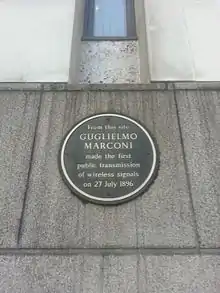 From this site
GUGLIELMO
MARCONI
made the first
public transmission
of wireless signals
on 27 July 1896